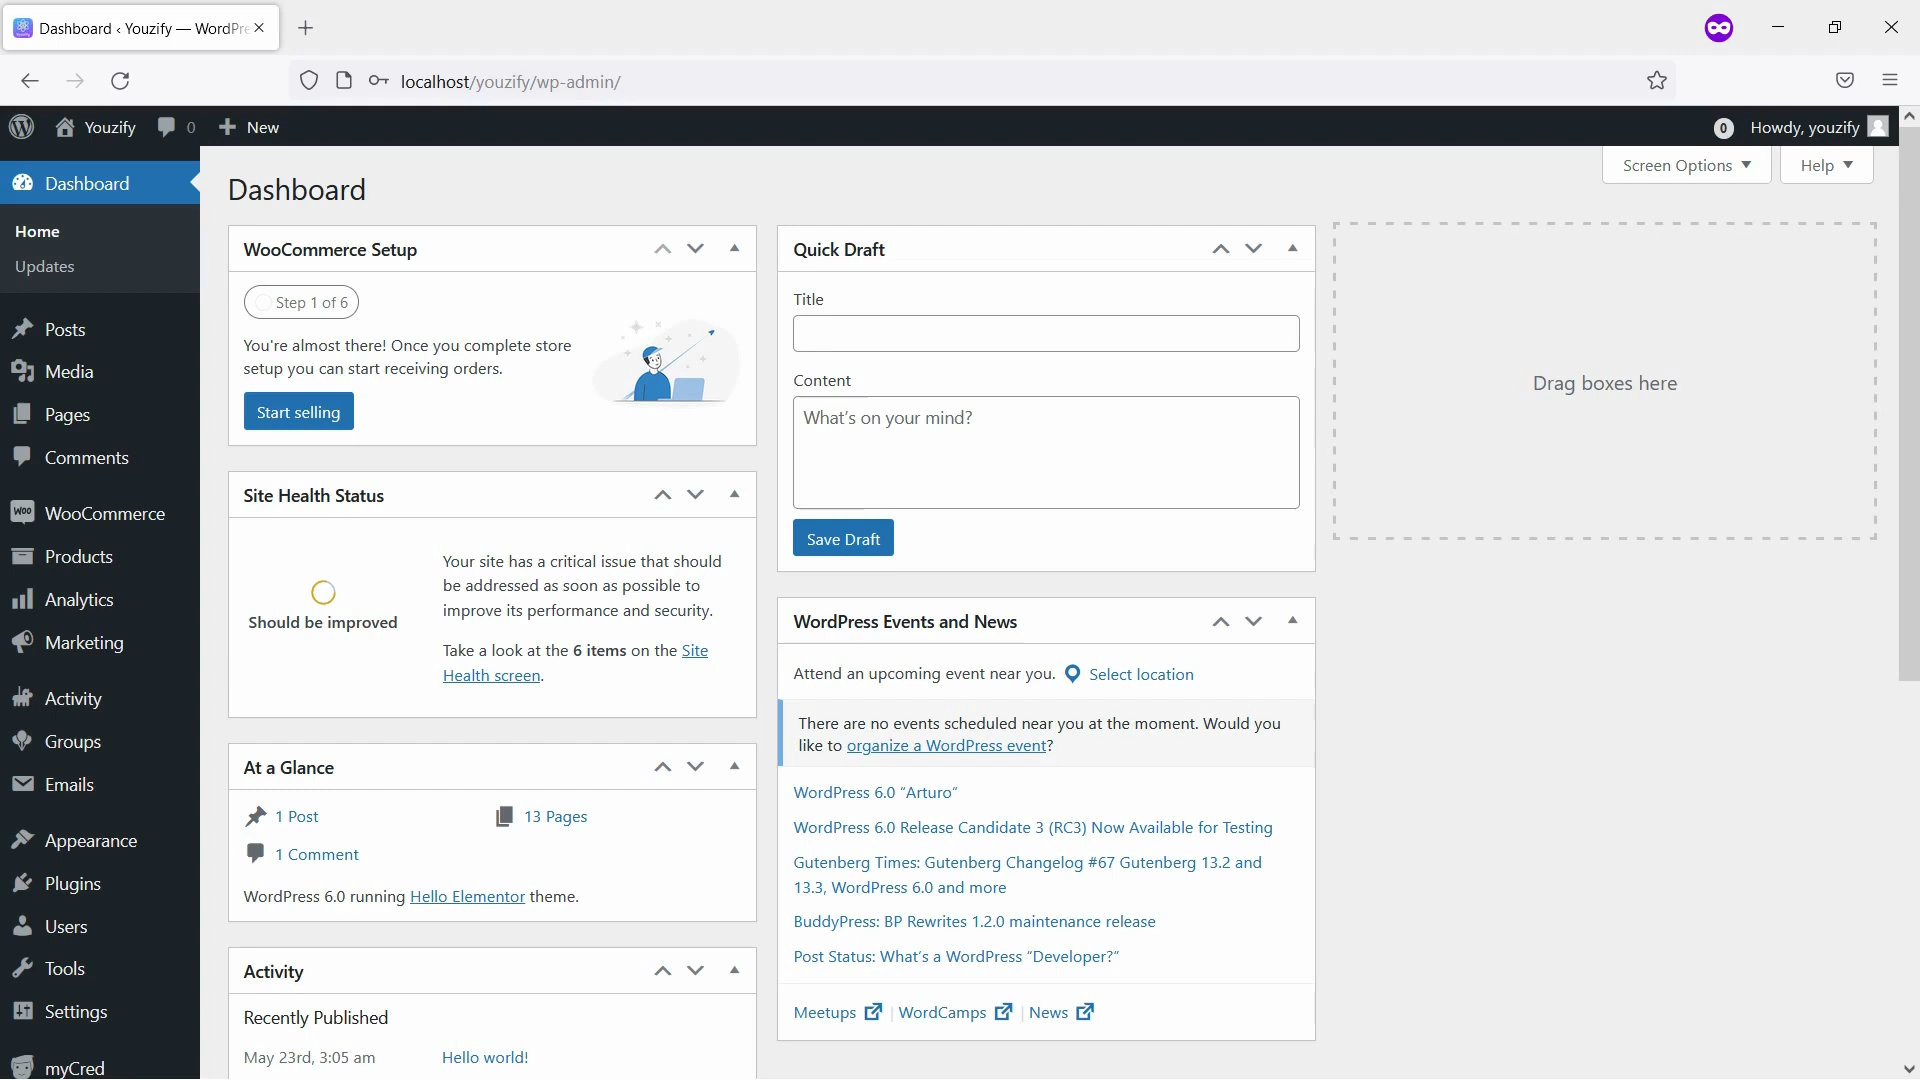 Dashboard ‹ Youzify — WordPre
localhost/youzify/wp-admin/
Youzify
0
New
0
Howdy, youzify
Dashboard
Home
Updates
Posts
Media
Pages
Comments
WooCommerce
Products
Analytics
Marketing
Activity
Groups
Emails
Appearance
Plugins
Users
Tools
Settings
myCred
Screen Options
Help
Dashboard
WooCommerce Setup
Step 1 of 6
You're almost there! Once you complete store
setup you can start receiving orders.
Start selling
Site Health Status
Should be improved
Your site has a critical issue that should
be addressed as soon as possible to
improve its performance and security.
Take a look at the 6 items on the Site
Health screen.
At a Glance
1 Post
13 Pages
1 Comment
WordPress 6.0 running Hello Elementor theme.
Activity
Recently Published
May 23rd, 3:05 am
Hello world!
Quick Draft
Title
Content
What's on your mind?
Save Draft
WordPress Events and News
Attend an upcoming event near you.
Select location
There are no events scheduled near you at the moment. Would you
like to organize a WordPress event?
WordPress 6.0 “Arturo”
WordPress 6.0 Release Candidate 3 (RC3) Now Available for Testing
Gutenberg Times: Gutenberg Changelog #67 Gutenberg 13.2 and
13.3, WordPress 6.0 and more
BuddyPress: BP Rewrites 1.2.0 maintenance release
Post Status: What's a WordPress “Developer?”
Meetups | WordCamps | News
Drag boxes here